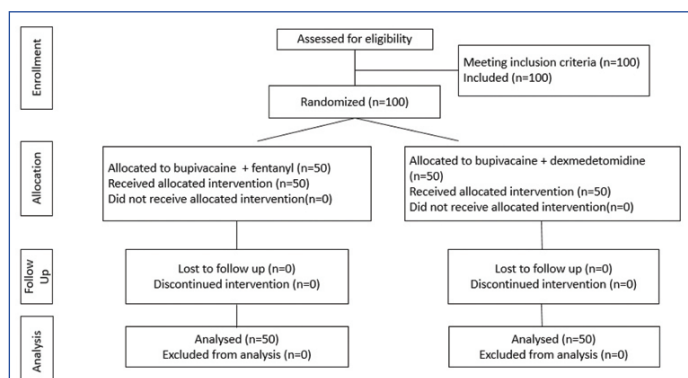 Enrollment
Assessed for eligibility
Meeting inclusion criteria (n=100)
Included (n=100)
Randomized (n=100)
Allocation
Allocated to bupivacaine + fentanyl (n=50)
Received allocated intervention (n=50)
Did not receive allocated intervention(n=0)
Allocated to bupivacaine + dexmedetomidine
(n=50)
Received allocated intervention (n=50)
Did not receive allocated intervention(n=0)
Follow
Up
Lost to follow up (n=0)
Discontinued intervention (n=0)
Lost to follow up (n=0)
Discontinued intervention (n=0)
Analysis
Analysed (n=50)
Excluded from analysis (n=0)
Analysed (n=50)
Excluded from analysis (n=0)